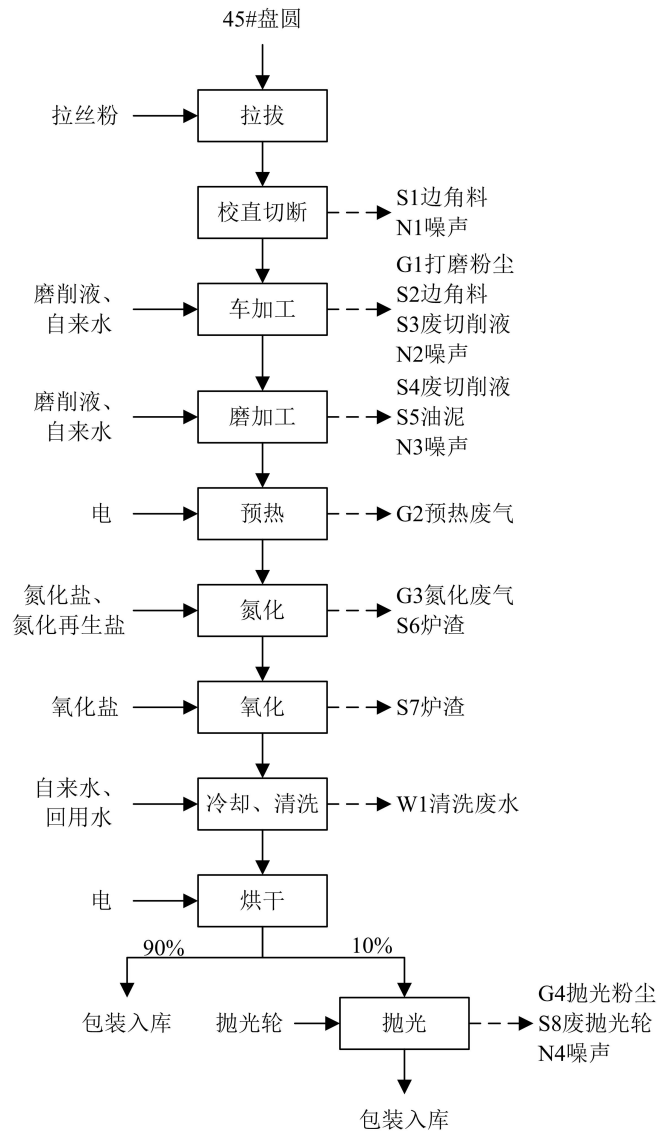 45#盘圆
拉丝粉
拉拔
校直切断
S1边角料
N1噪声
磨削液、
自来水
车加工
G1打磨粉尘
S2边角料
S3废切削液
N2噪声
磨削液、
自来水
磨加工
S4废切削液
S5油泥
N3噪声
电
预热
G2预热废气
氮化盐、
氮化再生盐
氮化
G3氮化废气
S6炉渣
氧化盐
氧化
S7炉渣
自来水、
回用水
冷却、清洗
W1清洗废水
电
烘干
90%
10%
包装入库
抛光轮
抛光
G4抛光粉尘
S8废抛光轮
N4噪声
包装入库